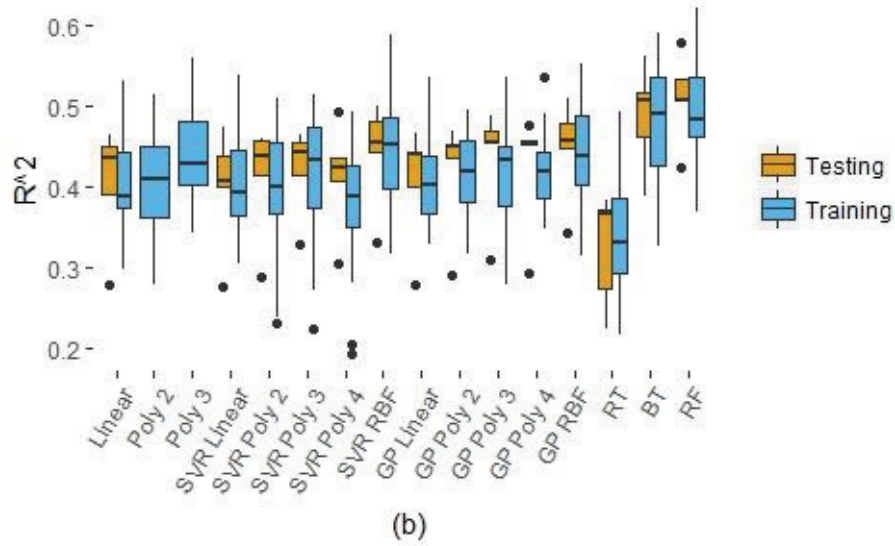 0.6
0.5
0.4
0.3
0.2
R^2
Linear
Poly 2
Poly 3
SVR Linear
SVR Poly 2
SVR Poly 3
SVR Poly 4
SVR RBF
GP Linear
GP Poly 2
GP Poly 3
GP Poly 4
GP RBF
RT
BT
RF
Testing
Training
(b)